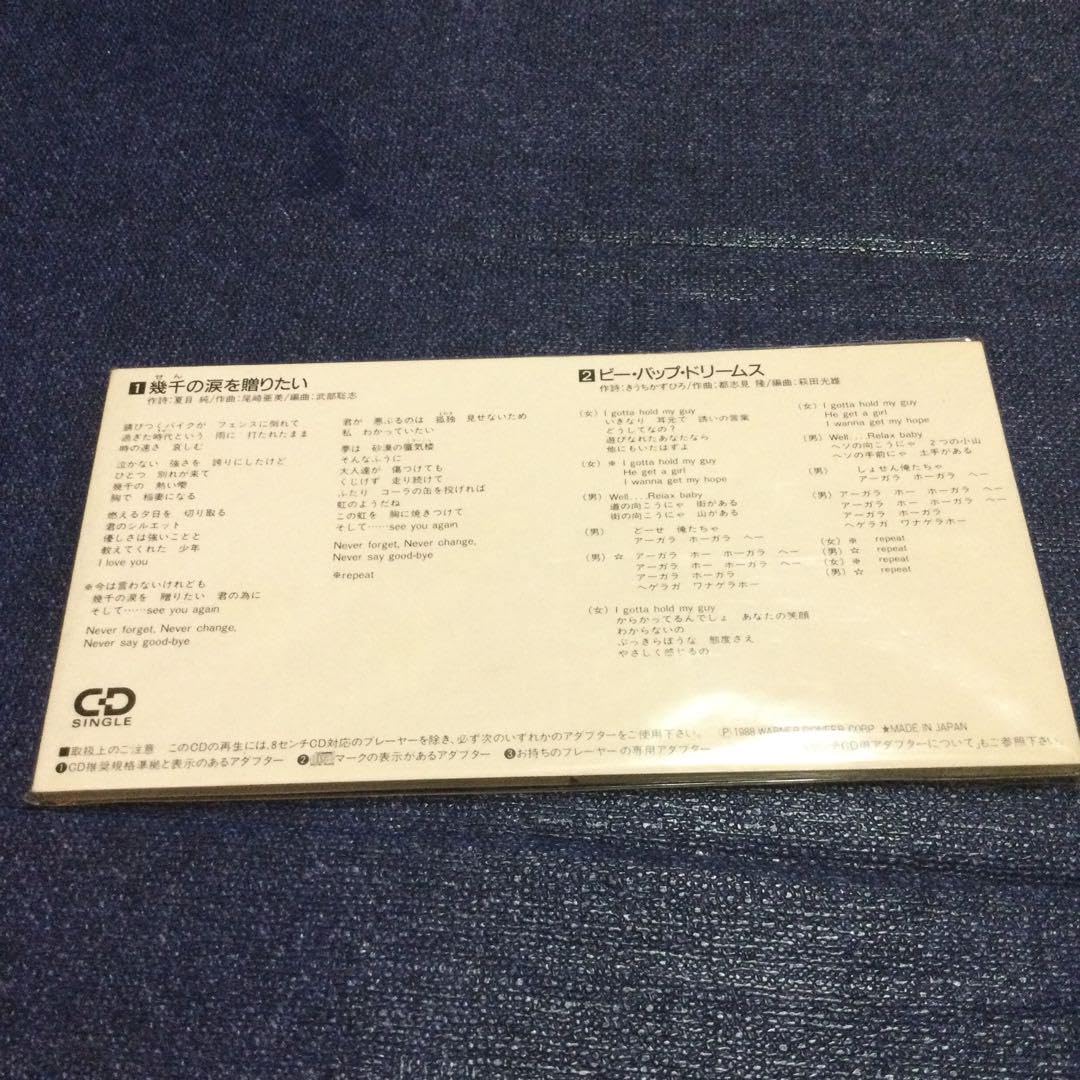 1 幾千の涙を贈りたい
せん
作詩：夏目 純/作曲：尾崎亜美/編曲：武部聡志
錆びつくバイクが フェンスに倒れて
過ぎた時代という 雨に 打たれたまま
時の速さ 哀しむ
泣かない 強さを 誇りにしたけど
ひとつ 別れが来て
幾千の 熱い雫
胸で 稲妻になる
燃える夕日を 切り取る
君のシルエット
優しさは強いことと
教えてくれた 少年
I love you
※今は言わないけれども
幾千の涙を 贈りたい 君の為に
そして……see you again
Never forget, Never change,
Never say good-bye
君が 悪ぶるのは 孤独 見せないため
私 わかっていたい
夢は 砂漠の蜃気楼
そんなふうに
大人達が 傷つけても
くじけず 走り続けて
ふたり コーラの缶を投げれば
虹のようだね
この虹を 胸に焼きつけて
そして……see you again
Never forget, Never change,
Never say good-bye
※repeat
2 ビー・バップ・ドリームス
作詩：きうちかずひろ/作曲：都志見 隆/編曲：萩田光雄
（女）I gotta hold my guy
いきなり 耳元で 誘いの言葉
どうしてなの？
遊びなれたあなたなら
他にもいたはずよ
（女）※ I gotta hold my guy
He get a girl
I wanna get my hope
（男）Well....Relax baby
道の向こうにゃ 街がある
街の向こうにゃ 山がある
（男） どーせ 俺たちゃ
アーガラ ホーガラ ヘー
（男）☆ アーガラ ホー ホーガラ ヘー
アーガラ ホー ホーガラ ヘー
アーガラ ホーガラ
ヘゲラガ ワナゲラホー
（女）I gotta hold my guy
からかってるんでしょ あなたの笑顔
わからないの
ぶっきらぼうな 態度さえ
やさしく感じるの
（女）※ I gotta hold my guy
He get a girl
I wanna get my hope
（男）Well....Relax baby
ヘソの向こうにゃ 2つの小山
ヘソの手前にゃ 土手がある
（男） しょせん俺たちゃ
アーガラ ホーガラ ヘー
（男）アーガラ ホー ホーガラ ヘー
アーガラ ホー ホーガラ ヘー
アーガラ ホーガラ
ヘゲラガ ワナゲラホー
（女）※ repeat
（男）☆ repeat
（女）※ repeat
（男）☆ repeat
CD
SINGLE
Ⓟ1988 WARNER-PIONEER CORP. ★MADE IN JAPAN
■取扱上のご注意 このCDの再生には、8センチCD対応のプレーヤーを除き、必ず次のいずれかのアダプターをご使用下さい。
❶CD推奨規格準拠と表示のあるアダプター ❷マークの表示があるアダプター ❸お持ちのプレーヤーの専用アダプター CD用アダプターについて」もご参照下さい。